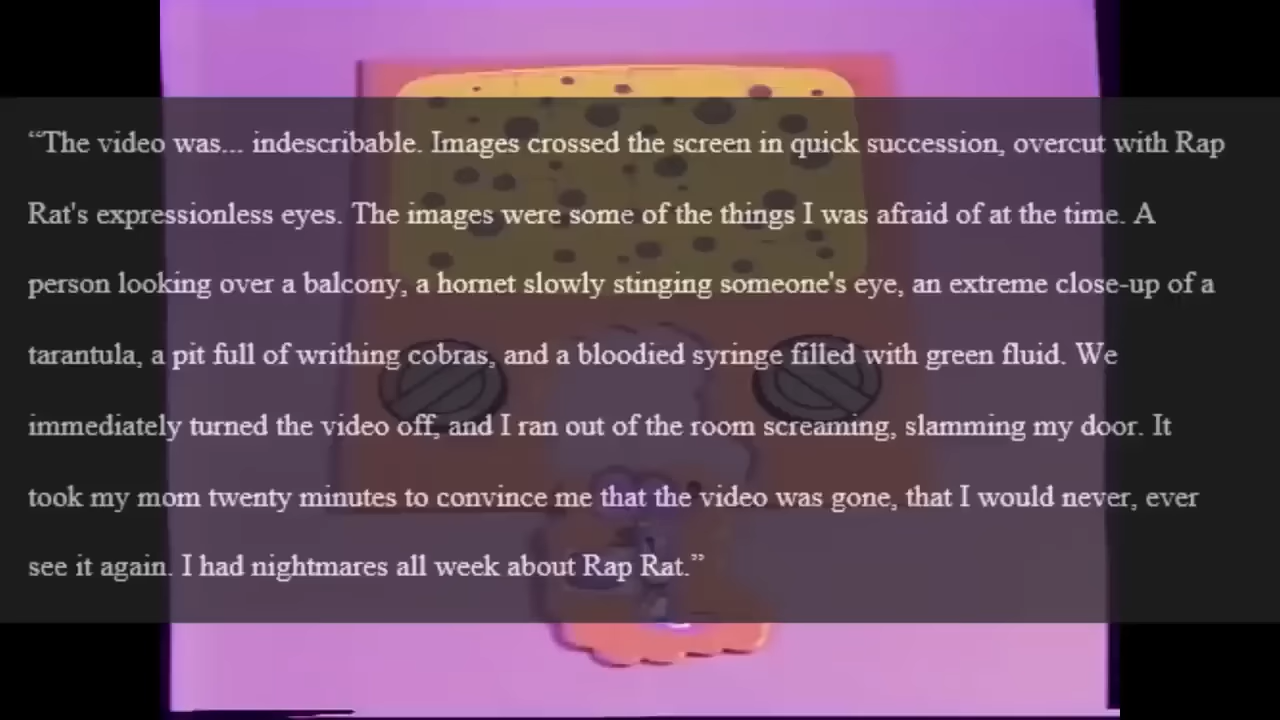 “The video was... indescribable. Images crossed the screen in quick succession, overcut with Rap
Rat's expressionless eyes. The images were some of the things I was afraid of at the time. A
person looking over a balcony, a hornet slowly stinging someone's eye, an extreme close-up of a
tarantula, a pit full of writhing cobras, and a bloodied syringe filled with green fluid. We
immediately turned the video off, and I ran out of the room screaming, slamming my door. It
took my mom twenty minutes to convince me that the video was gone, that I would never, ever
see it again. I had nightmares all week about Rap Rat.”